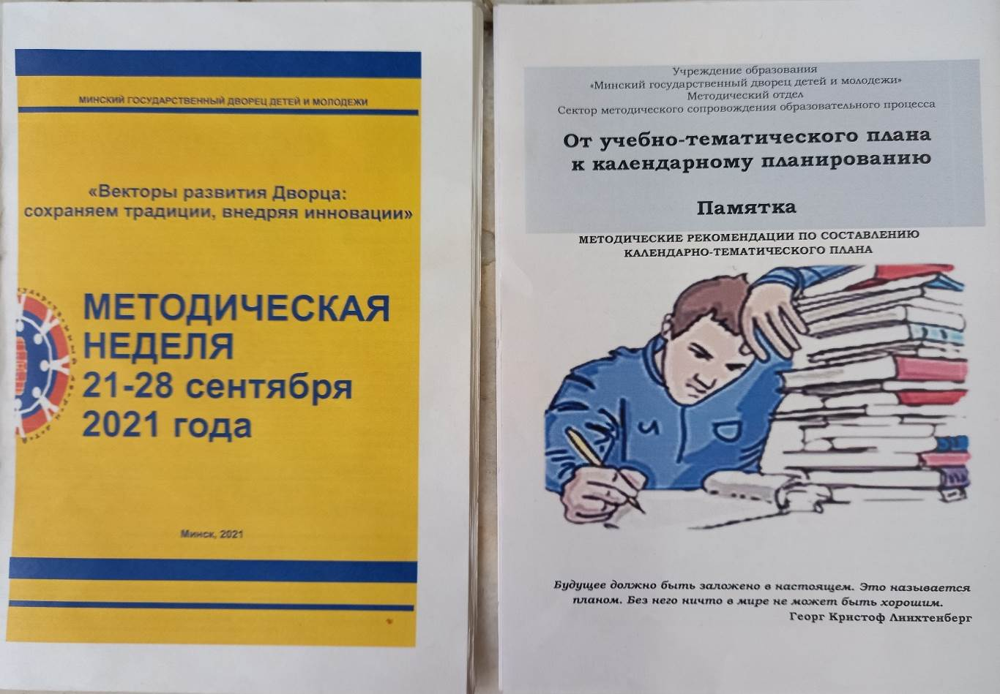 МИНСКИЙ ГОСУДАРСТВЕННЫЙ ДВОРЕЦ ДЕТЕЙ И МОЛОДЕЖИ
«Векторы развития Дворца:
сохраняем традиции, внедряя инновации»
МЕТОДИЧЕСКАЯ
НЕДЕЛЯ
21-28 сентября
2021 года
Минск, 2021
Учреждение образования
«Минский государственный дворец детей и молодежи»
Методический отдел
Сектор методического сопровождения образовательного процесса
От учебно-тематического плана
к календарному планированию
Памятка
МЕТОДИЧЕСКИЕ РЕКОМЕНДАЦИИ ПО СОСТАВЛЕНИЮ
КАЛЕНДАРНО-ТЕМАТИЧЕСКОГО ПЛАНА
Будущее должно быть заложено в настоящем. Это называется
планом. Без него ничто в мире не может быть хорошим.
Георг Кристоф Линхтенберг